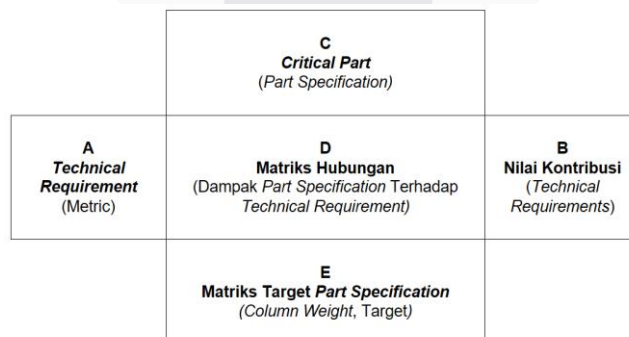 C
Critical Part
(Part Specification)
A
Technical
Requirement
(Metric)
D
Matriks Hubungan
(Dampak Part Specification Terhadap
Technical Requirement)
B
Nilai Kontribusi
(Technical
Requirements)
E
Matriks Target Part Specification
(Column Weight, Target)